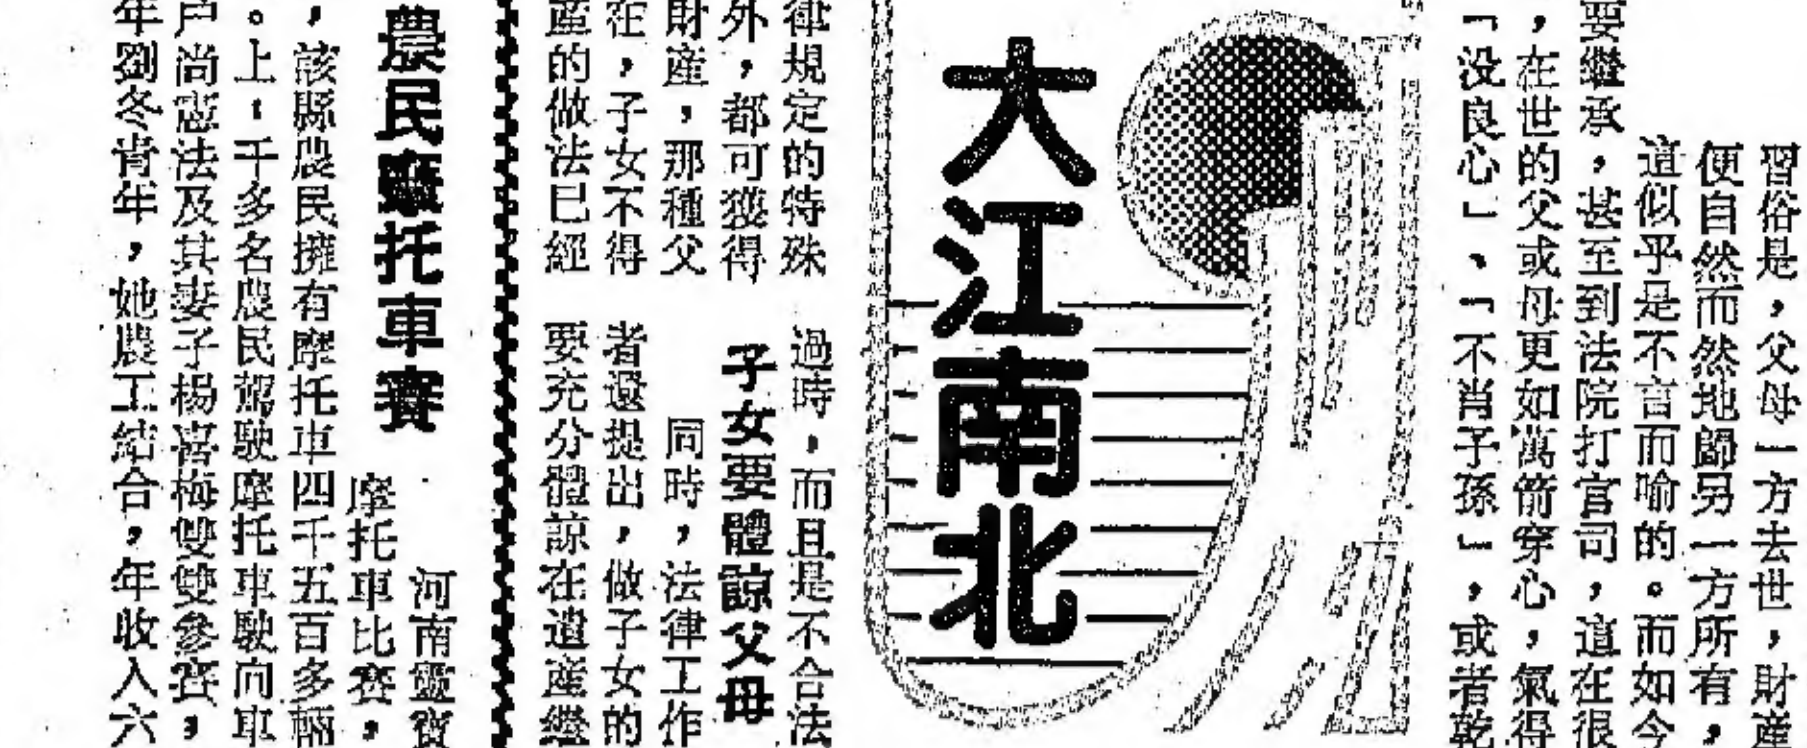 習俗是，父母一方去世，財產
便自然而然地歸另一方所有，
這似乎是不言而喻的。而如今
要繼承，甚至到法院打官司，這在很
，在世的父或母更如萬箭穿心，氣得
「没良心」、「不肖子孫」，或者乾
大江南北
律規定的特殊
外，都可獲得
財產，那種父
在，子女不得
產的做法已經
過時，而且是不合法
子女要體諒父母
同時，法律工作
者還提出，做子女的
要充分體諒在遺產繼
農民摩托車賽
河南靈寶
摩托車比賽，
，該縣農民擁有摩托車四千五百多輛
。上，千多名農民駕駛摩托車駛向車
戶尚憲法及其妻子楊喜梅雙雙參賽，
年劉冬肯年，她農工結合，年收入六